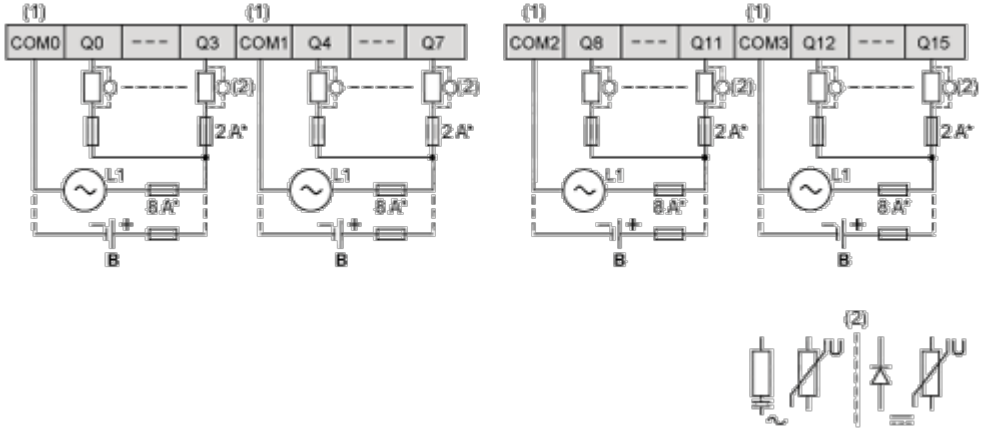 (1) (1) (1) (1)
COM0 Q0 --- Q3 COM1 Q4 --- Q7 COM2 Q8 --- Q11 COM3 Q12 --- Q15
(2) (2) (2) (2)
2 A* 2 A* 2 A* 2 A*
L1 L1 L1 L1
8 A* 8 A* 8 A* 8 A*
+ + + +
B B B B
(2)
U U